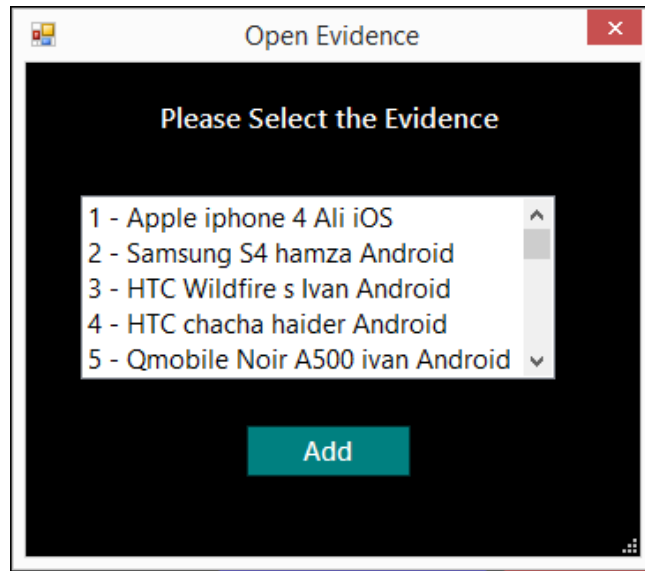 Open Evidence
Please Select the Evidence
1 - Apple iphone 4 Ali iOS
2 - Samsung S4 hamza Android
3 - HTC Wildfire s Ivan Android
4 - HTC chacha haider Android
5 - Qmobile Noir A500 ivan Android
Add